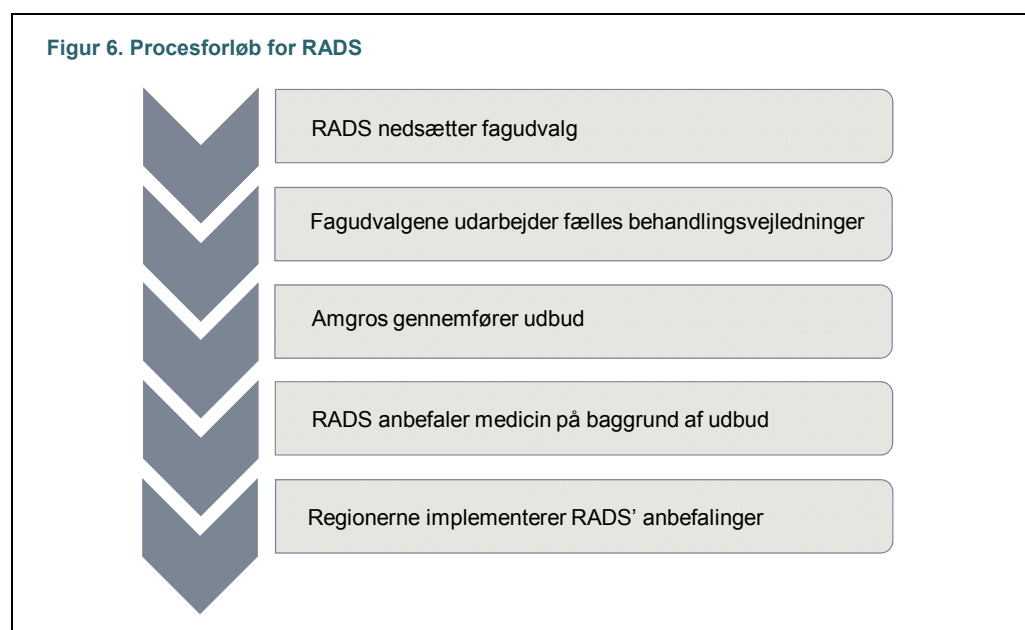 Figur 6. Procesforløb for RADS
RADS nedsætter fagudvalg
Fagudvalgene udarbejder fælles behandlingsvejledninger
Amgros gennemfører udbud
RADS anbefaler medicin på baggrund af udbud
Regionerne implementerer RADS’ anbefalinger